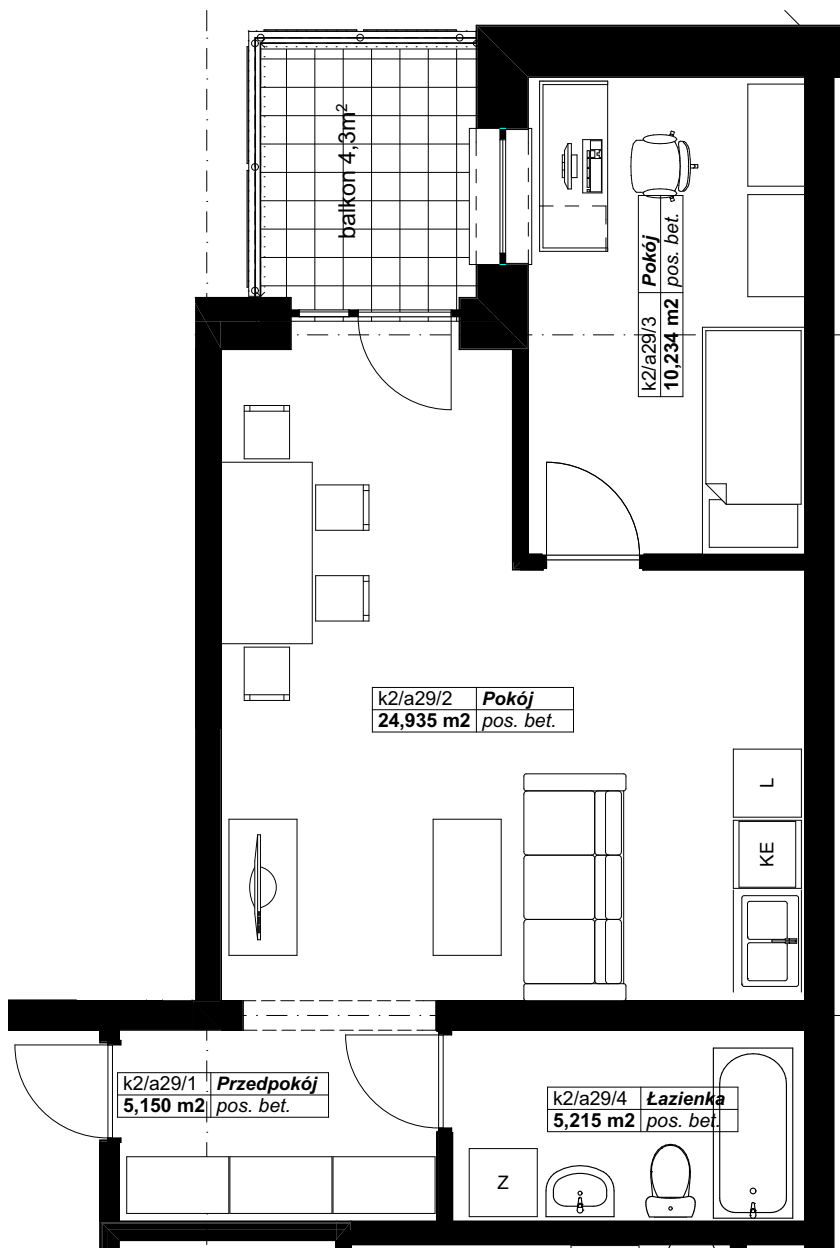 balkon 4,3m²
k2/a29/3 Pokój
10,234 m2 pos. bet.
k2/a29/2 Pokój
24,935 m2 pos. bet.
L
KE
k2/a29/1 Przedpokój
5,150 m2 pos. bet.
k2/a29/4 Łazienka
5,215 m2 pos. bet.
Z